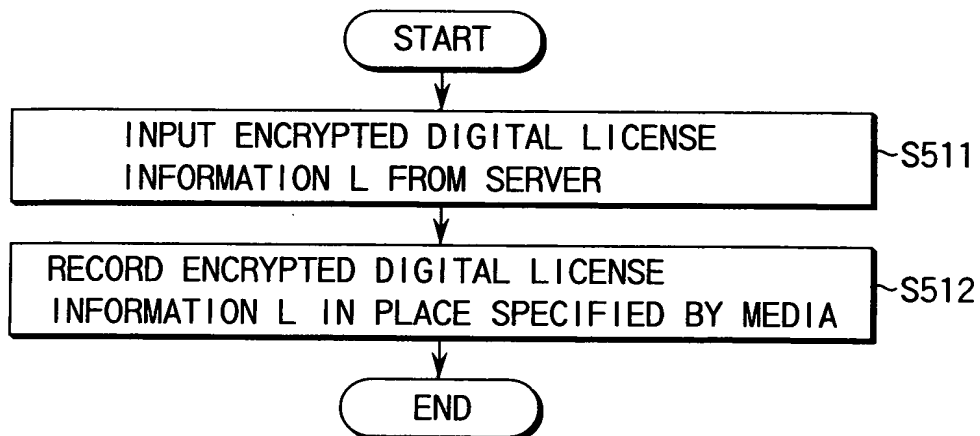 START
INPUT ENCRYPTED DIGITAL LICENSE
INFORMATION L FROM SERVER
S511
RECORD ENCRYPTED DIGITAL LICENSE
INFORMATION L IN PLACE SPECIFIED BY MEDIA
S512
END